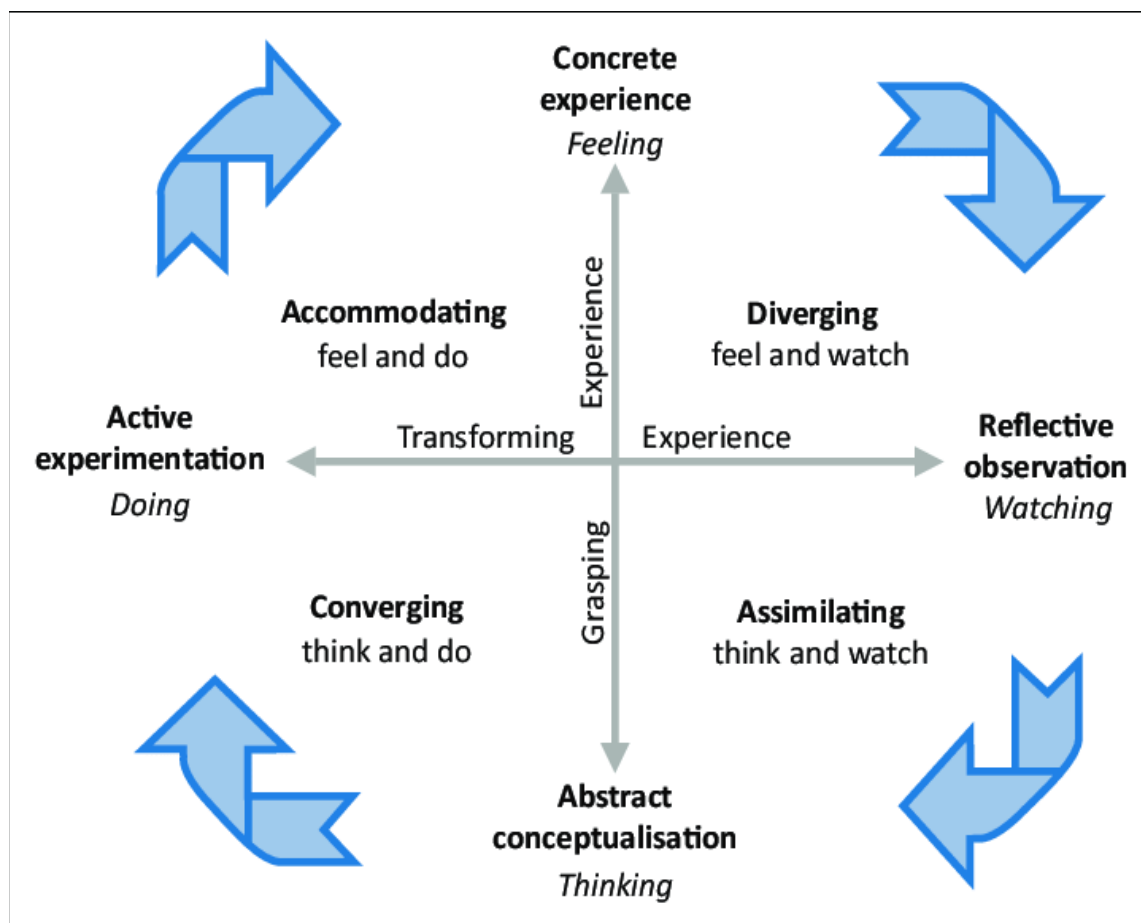 Concrete
experience
Feeling
Experience
Accommodating
feel and do
Diverging
feel and watch
Active
experimentation
Doing
Transforming
Experience
Reflective
observation
Watching
Grasping
Converging
think and do
Assimilating
think and watch
Abstract
conceptualisation
Thinking